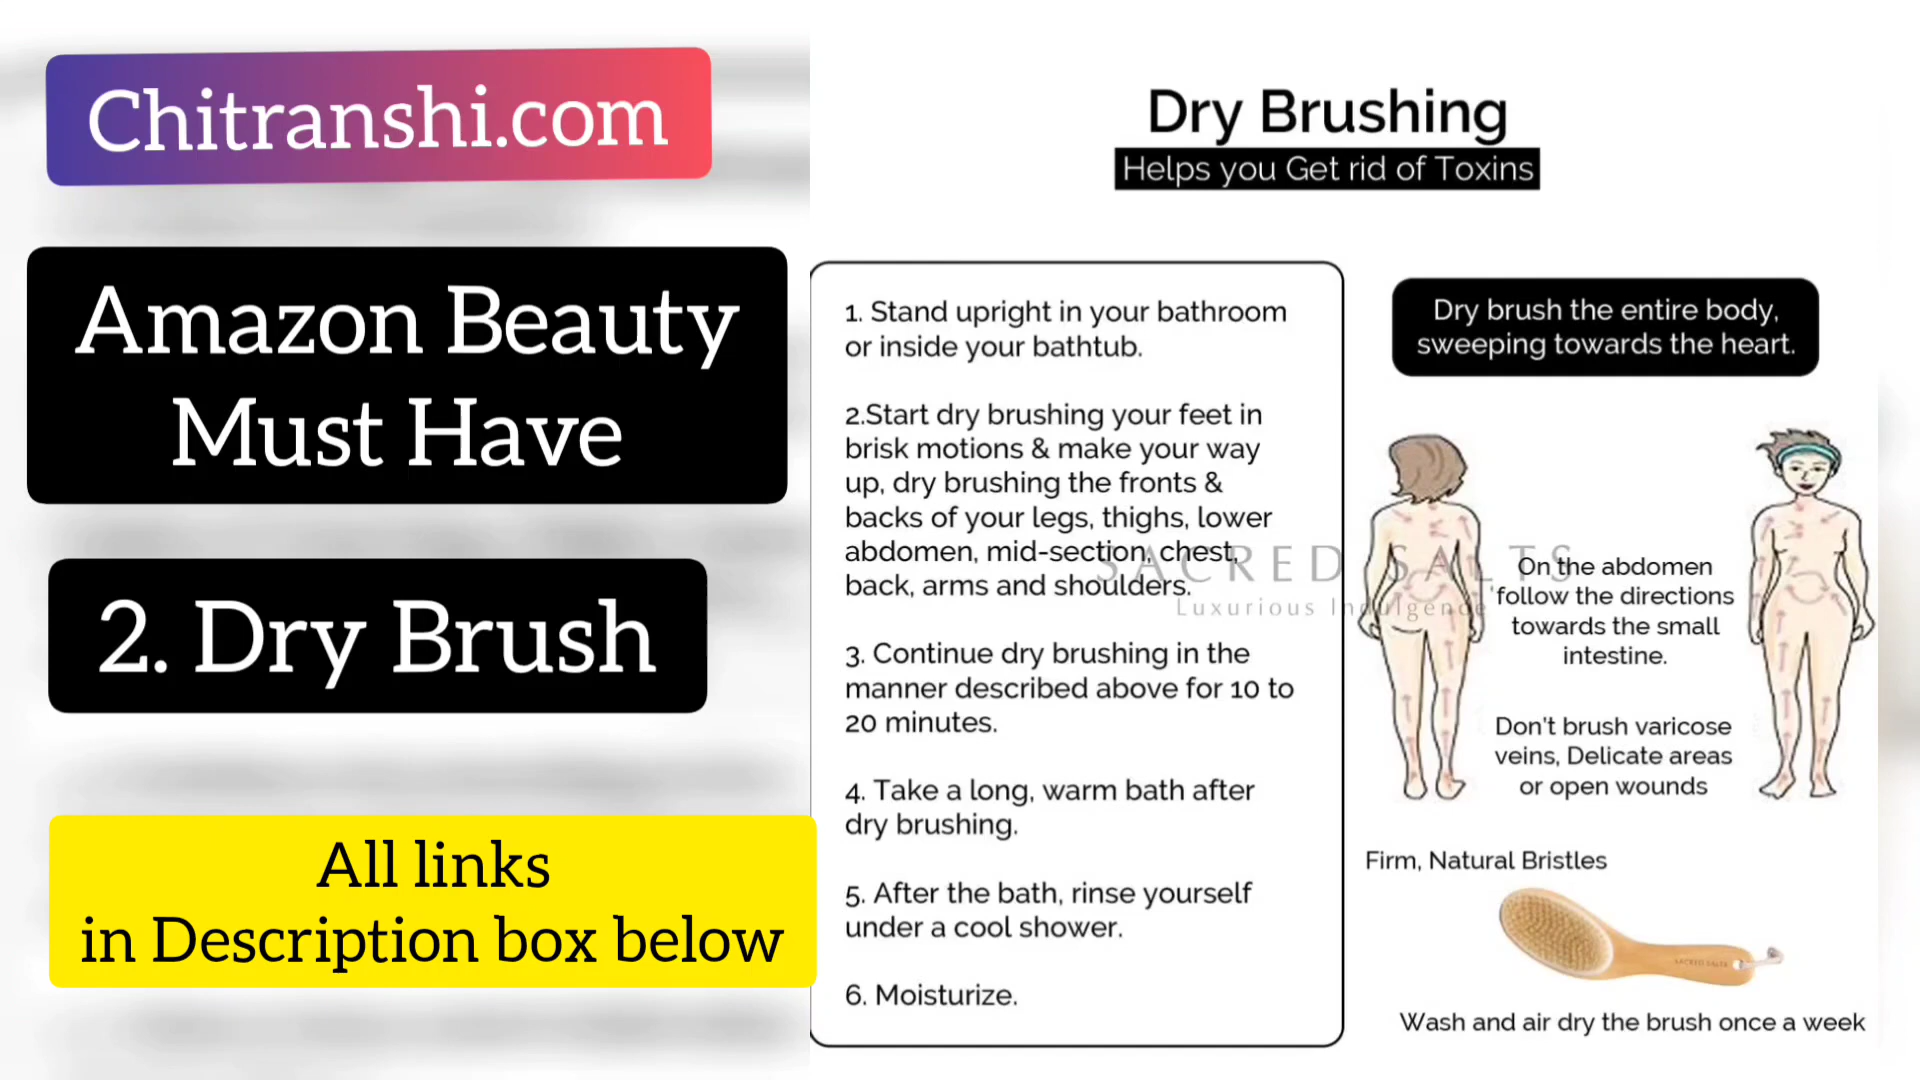 Chitranshi.com
Amazon Beauty
Must Have
2. Dry Brush
All links
in Description box below
Dry Brushing
Helps you Get rid of Toxins
1. Stand upright in your bathroom
or inside your bathtub.
2.Start dry brushing your feet in
brisk motions & make your way
up, dry brushing the fronts &
backs of your legs, thighs, lower
abdomen, mid-section, chest,
back, arms and shoulders.
3. Continue dry brushing in the
manner described above for 10 to
20 minutes.
4. Take a long, warm bath after
dry brushing.
5. After the bath, rinse yourself
under a cool shower.
6. Moisturize.
Dry brush the entire body,
sweeping towards the heart.
SACRED SALTS
Luxurious Indulgence
On the abdomen
follow the directions
towards the small
intestine.
Don't brush varicose
veins, Delicate areas
or open wounds
Firm, Natural Bristles
SACRED SALTS
Wash and air dry the brush once a week